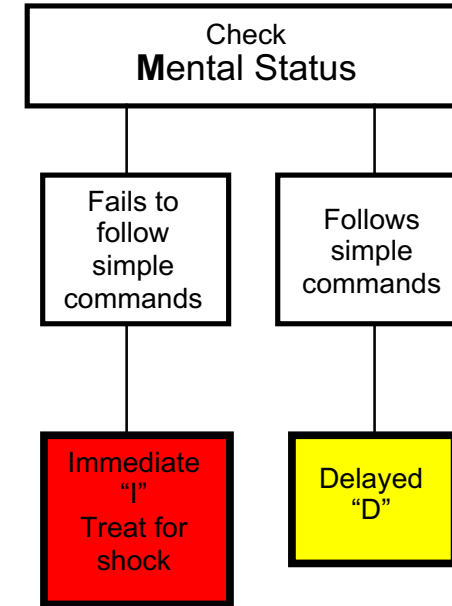 Check
Mental Status
Fails to
follow
simple
commands
Follows
simple
commands
Immediate
“I”
Treat for
shock
Delayed
“D”